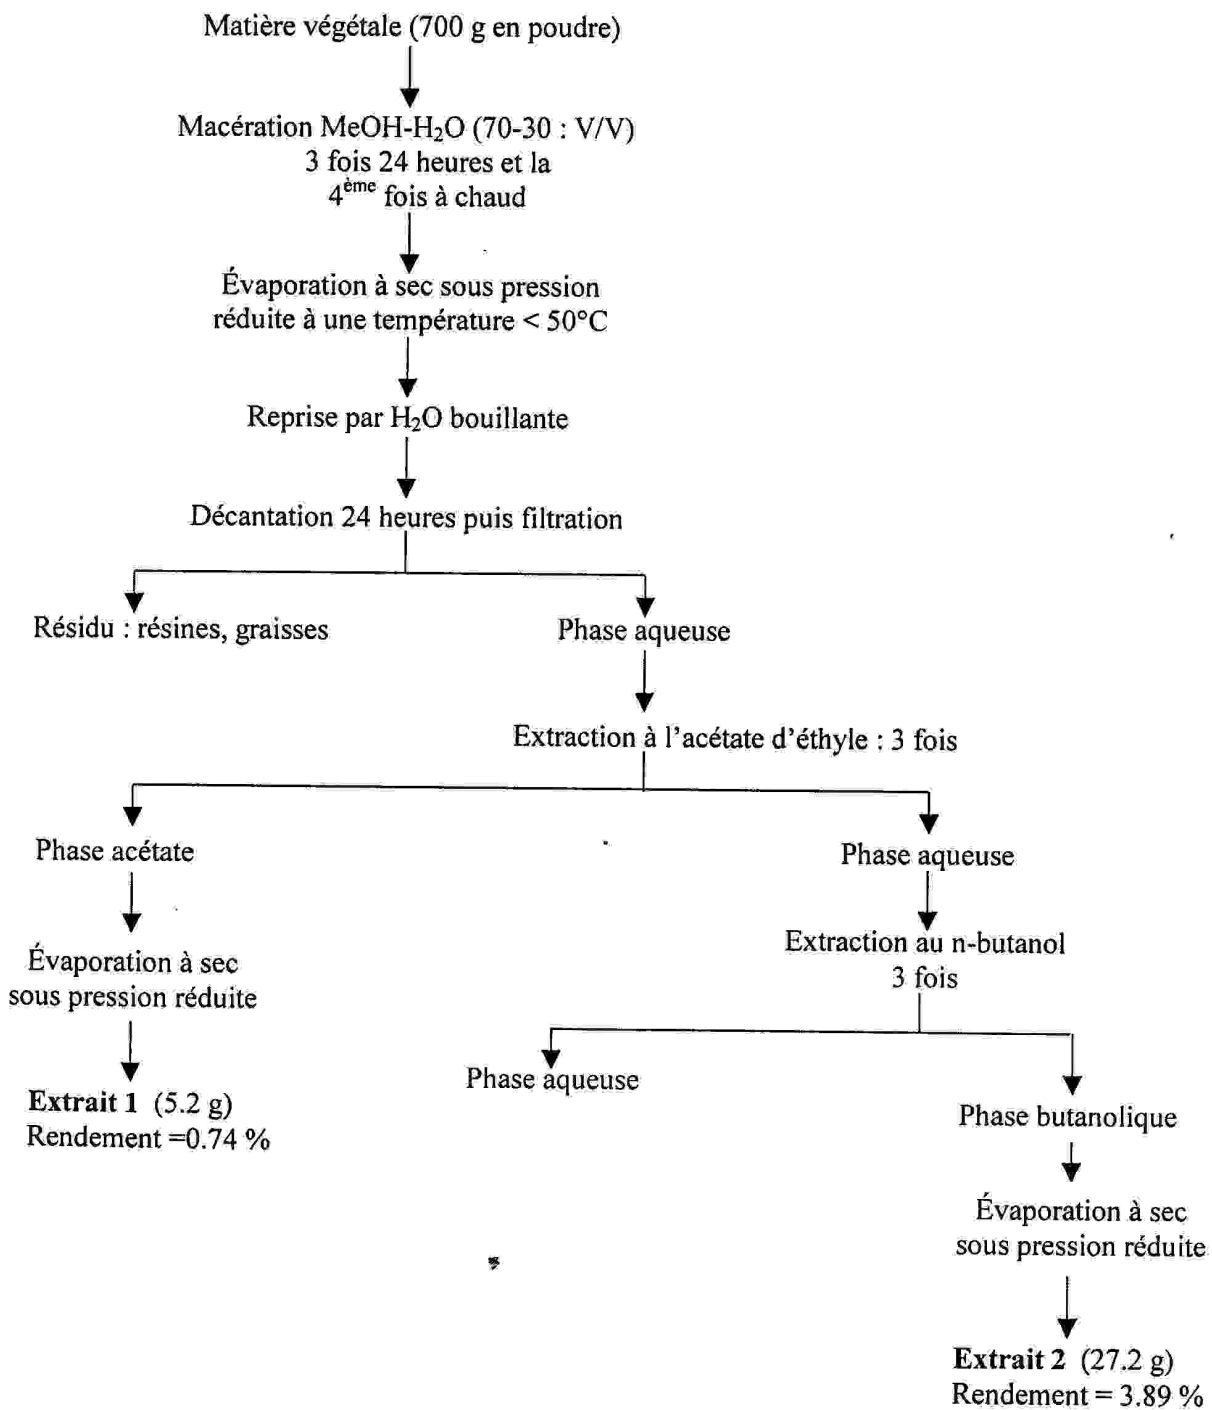 Matière végétale (700 g en poudre)
Macération MeOH-H₂O (70-30 : V/V)
3 fois 24 heures et la
4ème fois à chaud
Évaporation à sec sous pression
réduite à une température < 50°C
Reprise par H₂O bouillante
Décantation 24 heures puis filtration
Résidu : résines, graisses
Phase aqueuse
Extraction à l’acétate d’éthyle : 3 fois
Phase acétate
Phase aqueuse
Évaporation à sec
sous pression réduite
Extraction au n-butanol
3 fois
Extrait 1 (5.2 g)
Rendement =0.74 %
Phase aqueuse
Phase butanolique
Évaporation à sec
sous pression réduite
Extrait 2 (27.2 g)
Rendement = 3.89 %